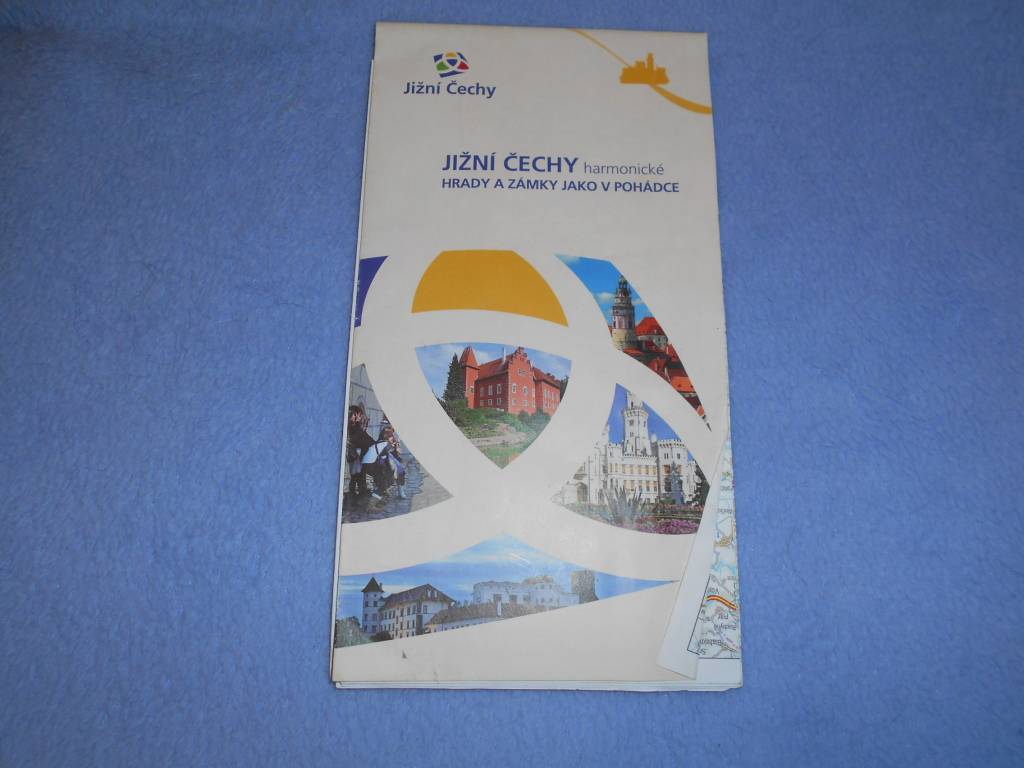 Jižní Čechy
JIŽNÍ ČECHY harmonické
HRADY A ZÁMKY JAKO V POHÁDCE